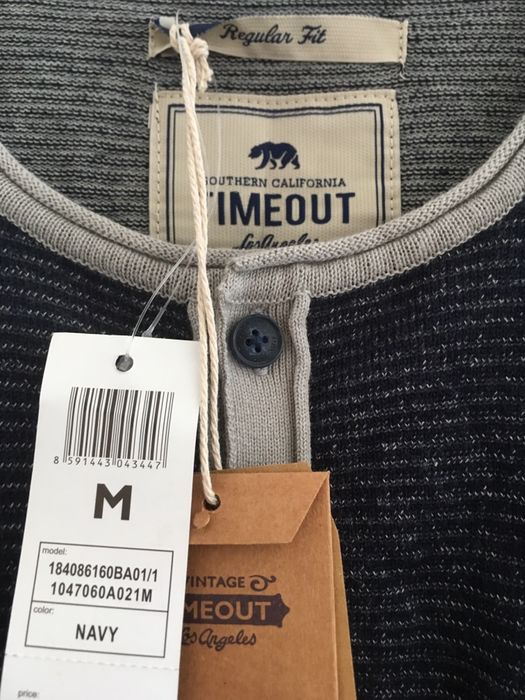 Regular Fit
SOUTHERN CALIFORNIA
TIMEOUT
Los Angeles
8 591443 043447
M
model:
184086160BA01/1
1047060A021M
color:
NAVY
price:
VINTAGE
MEOUT
Los Angeles